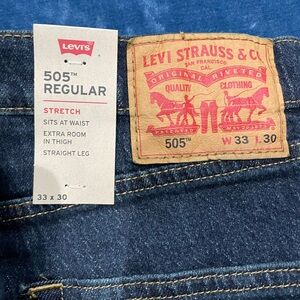 Levi's
505™
REGULAR
STRETCH
SITS AT WAIST
EXTRA ROOM
IN THIGH
STRAIGHT LEG
33 x 30
LEVI STRAUSS & CO
SAN FRANCISCO
CAL.
ORIGINAL RIVETED
QUALITY CLOTHING
505™ W 33 L 30